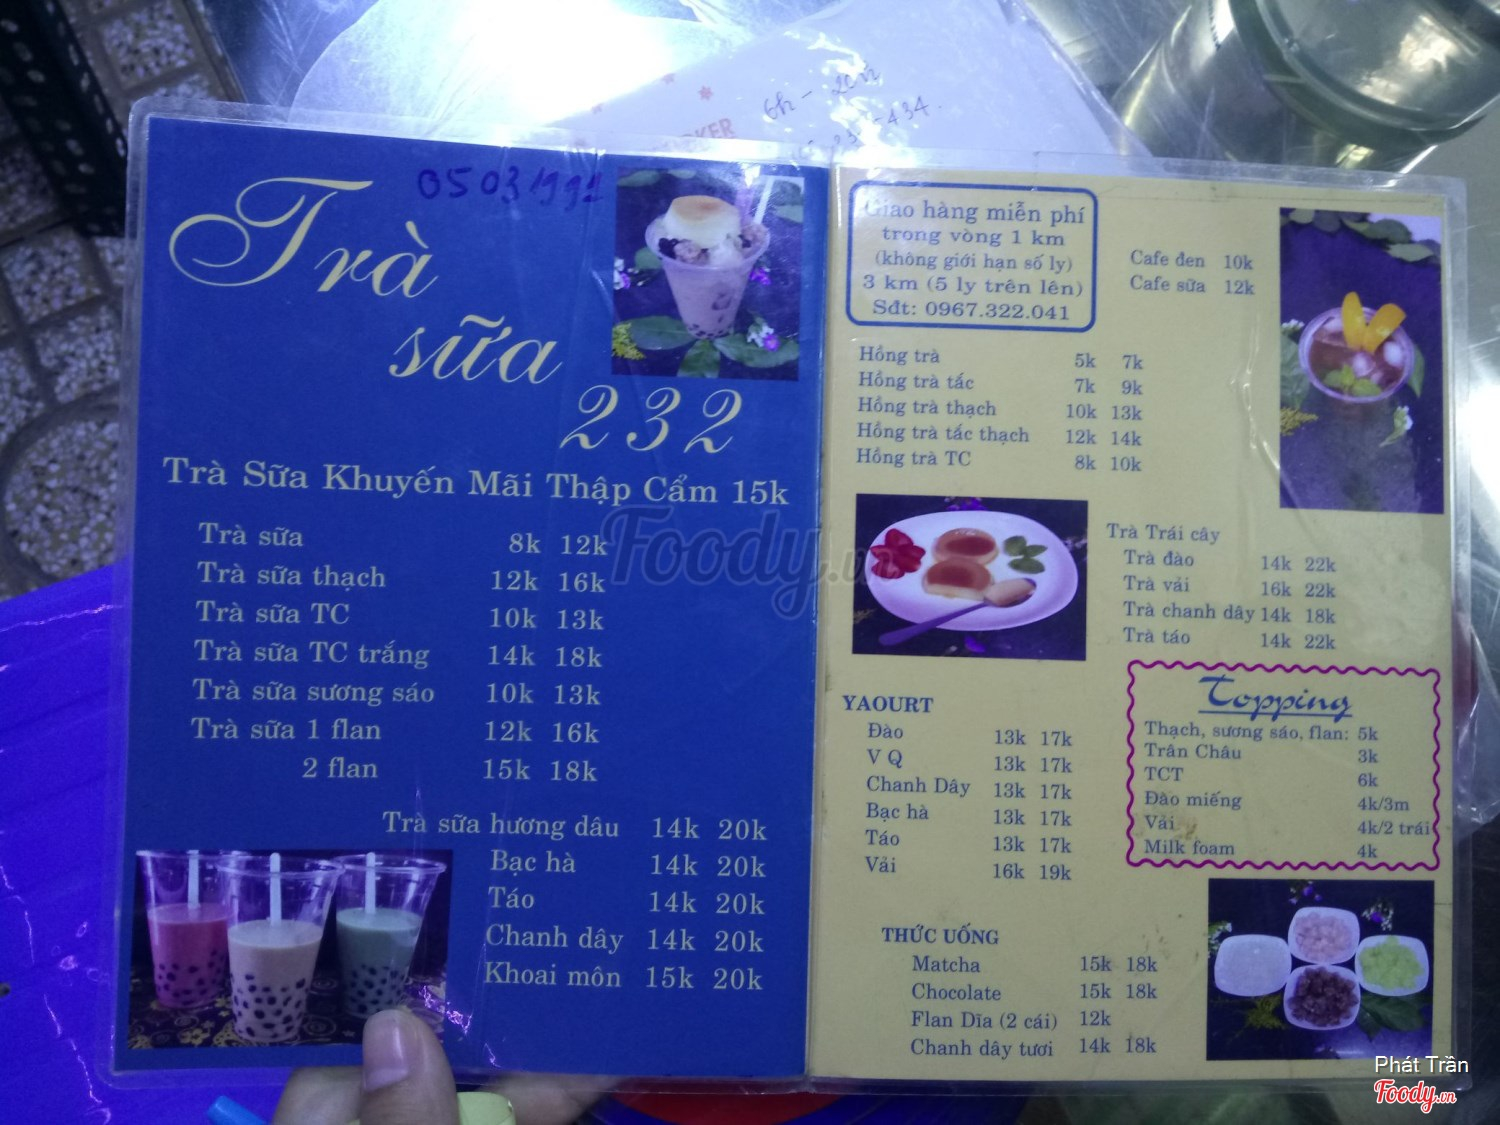 6h - 20h
05 03 1991
Trà
sữa
232
Trà Sữa Khuyến Mãi Thập Cẩm 15k
Trà sữa 8k 12k
Trà sữa thạch 12k 16k
Trà sữa TC 10k 13k
Trà sữa TC trắng 14k 18k
Trà sữa sương sáo 10k 13k
Trà sữa 1 flan 12k 16k
2 flan 15k 18k
Trà sữa hương dâu 14k 20k
Bạc hà 14k 20k
Táo 14k 20k
Chanh dây 14k 20k
Khoai môn 15k 20k
Giao hàng miễn phí
trong vòng 1 km
(không giới hạn số ly)
3 km (5 ly trên lên)
Sđt: 0967.322.041
Cafe đen 10k
Cafe sữa 12k
Hồng trà 5k 7k
Hồng trà tắc 7k 9k
Hồng trà thạch 10k 13k
Hồng trà tắc thạch 12k 14k
Hồng trà TC 8k 10k
Trà Trái cây
Trà đào 14k 22k
Trà vải 16k 22k
Trà chanh dây 14k 18k
Trà táo 14k 22k
YAOURT
Đào 13k 17k
V Q 13k 17k
Chanh Dây 13k 17k
Bạc hà 13k 17k
Táo 13k 17k
Vải 16k 19k
Topping
Thạch, sương sáo, flan: 5k
Trân Châu 3k
TCT 6k
Đào miếng 4k/3m
Vải 4k/2 trái
Milk foam 4k
THỨC UỐNG
Matcha 15k 18k
Chocolate 15k 18k
Flan Dĩa (2 cái) 12k
Chanh dây tươi 14k 18k
Foody.vn
Phát Trần
Foody.vn